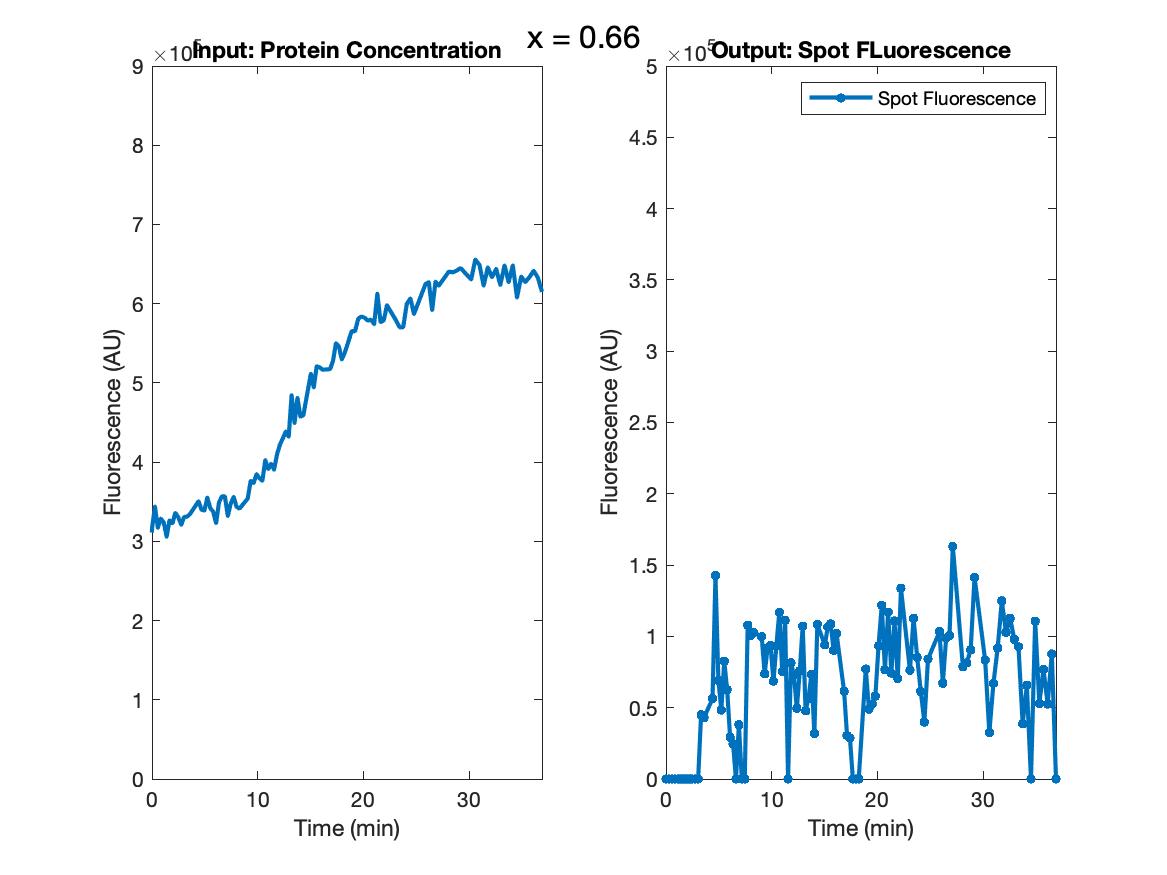 x = 0.66
×10⁵
Input: Protein Concentration
9
8
7
6
5
4
3
2
1
0
Fluorescence (AU)
0 10 20 30
Time (min)
×10⁵
Output: Spot FLuorescence
Spot Fluorescence
5
4.5
4
3.5
3
2.5
2
1.5
1
0.5
0
Fluorescence (AU)
0 10 20 30
Time (min)